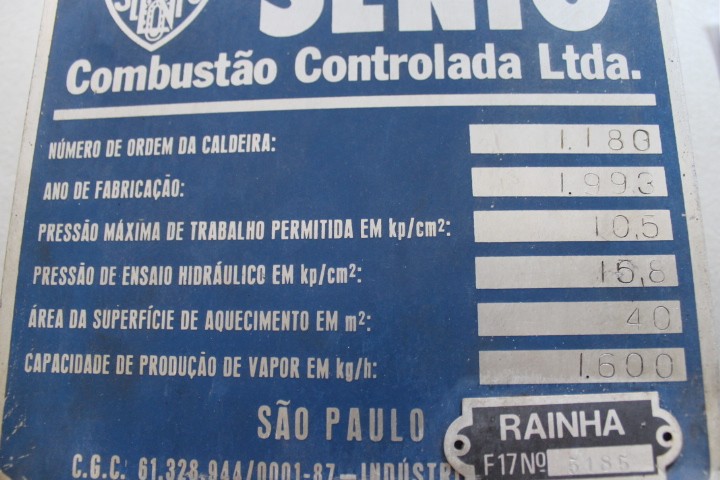 Combustão Controlada Ltda.
NÚMERO DE ORDEM DA CALDEIRA: 1.180
ANO DE FABRICAÇÃO: 1.993
PRESSÃO MÁXIMA DE TRABALHO PERMITIDA EM kp/cm²: 10,5
PRESSÃO DE ENSAIO HIDRÁULICO EM kp/cm²: 15,8
ÁREA DA SUPERFÍCIE DE AQUECIMENTO EM m²: 40
CAPACIDADE DE PRODUÇÃO DE VAPOR EM kg/h: 1.600
SÃO PAULO
C.G.C. 61.328.944/0001-87—INDÚSTRI
RAINHA
F17Nº